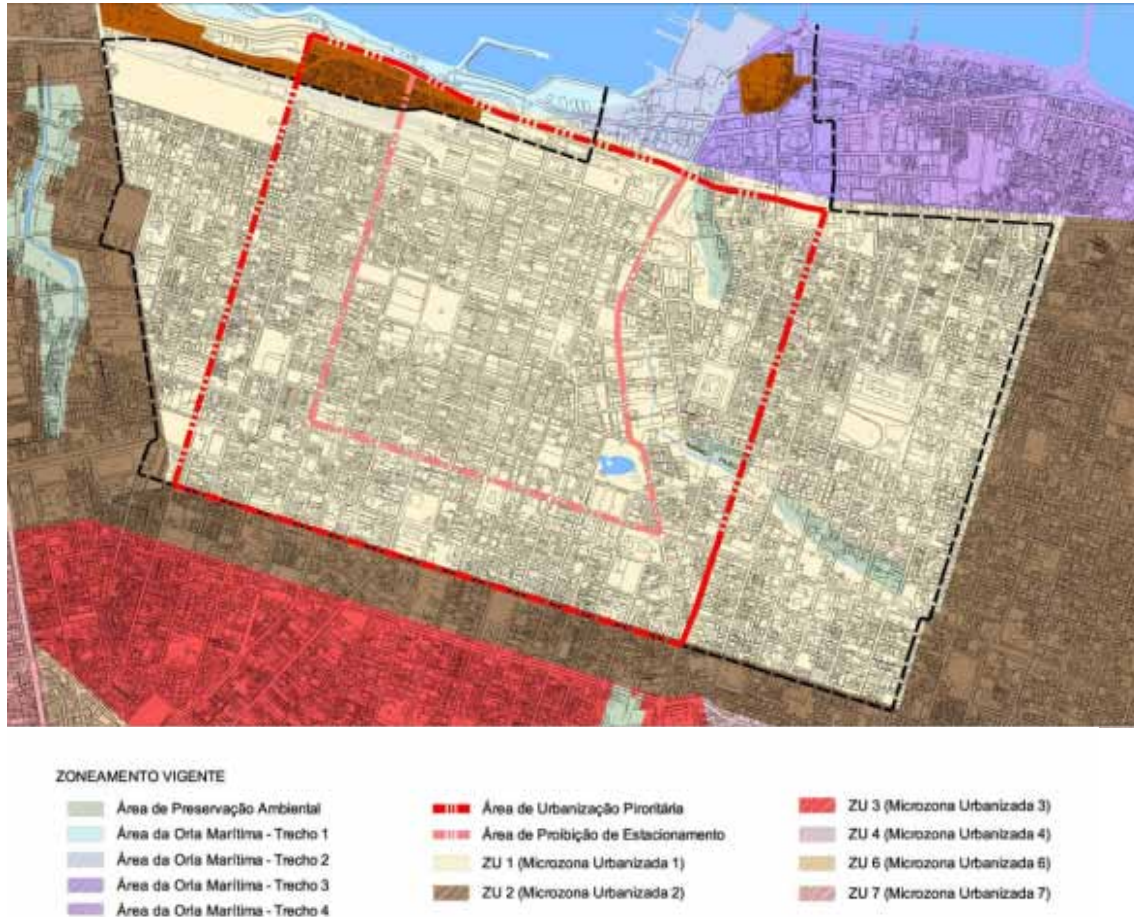 ZONEAMENTO VIGENTE
Área de Preservação Ambiental
Área da Orla Marítima - Trecho 1
Área da Orla Marítima - Trecho 2
Área da Orla Marítima - Trecho 3
Área da Orla Marítima - Trecho 4
Área de Urbanização Piroritária
Área de Proibição de Estacionamento
ZU 1 (Microzona Urbanizada 1)
ZU 2 (Microzona Urbanizada 2)
ZU 3 (Microzona Urbanizada 3)
ZU 4 (Microzona Urbanizada 4)
ZU 6 (Microzona Urbanizada 6)
ZU 7 (Microzona Urbanizada 7)